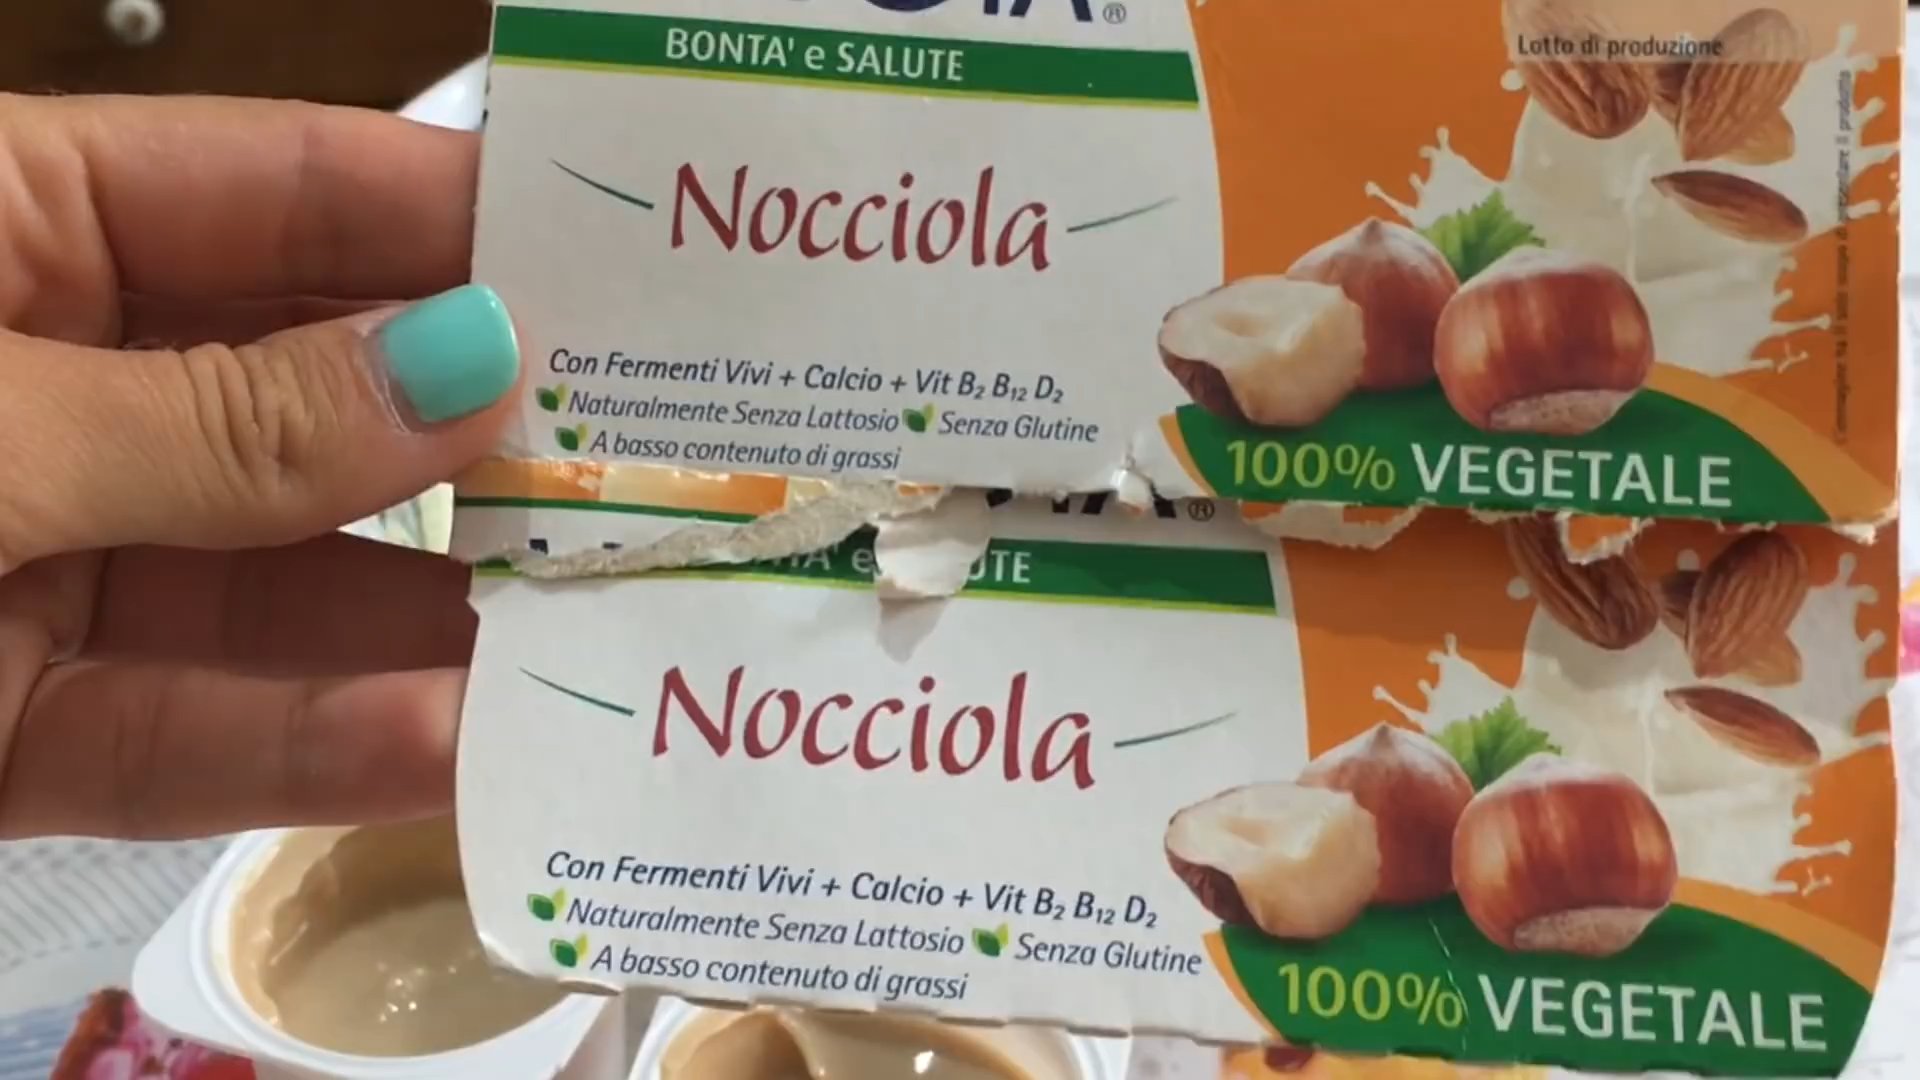 BONTA' e SALUTE
Lotto di produzione
Nocciola
Con Fermenti Vivi + Calcio + Vit B₂ B₁₂ D₂
Naturalmente Senza Lattosio Senza Glutine
A basso contenuto di grassi
100% VEGETALE
Nocciola
Con Fermenti Vivi + Calcio + Vit B₂ B₁₂ D₂
Naturalmente Senza Lattosio Senza Glutine
A basso contenuto di grassi
100% VEGETALE